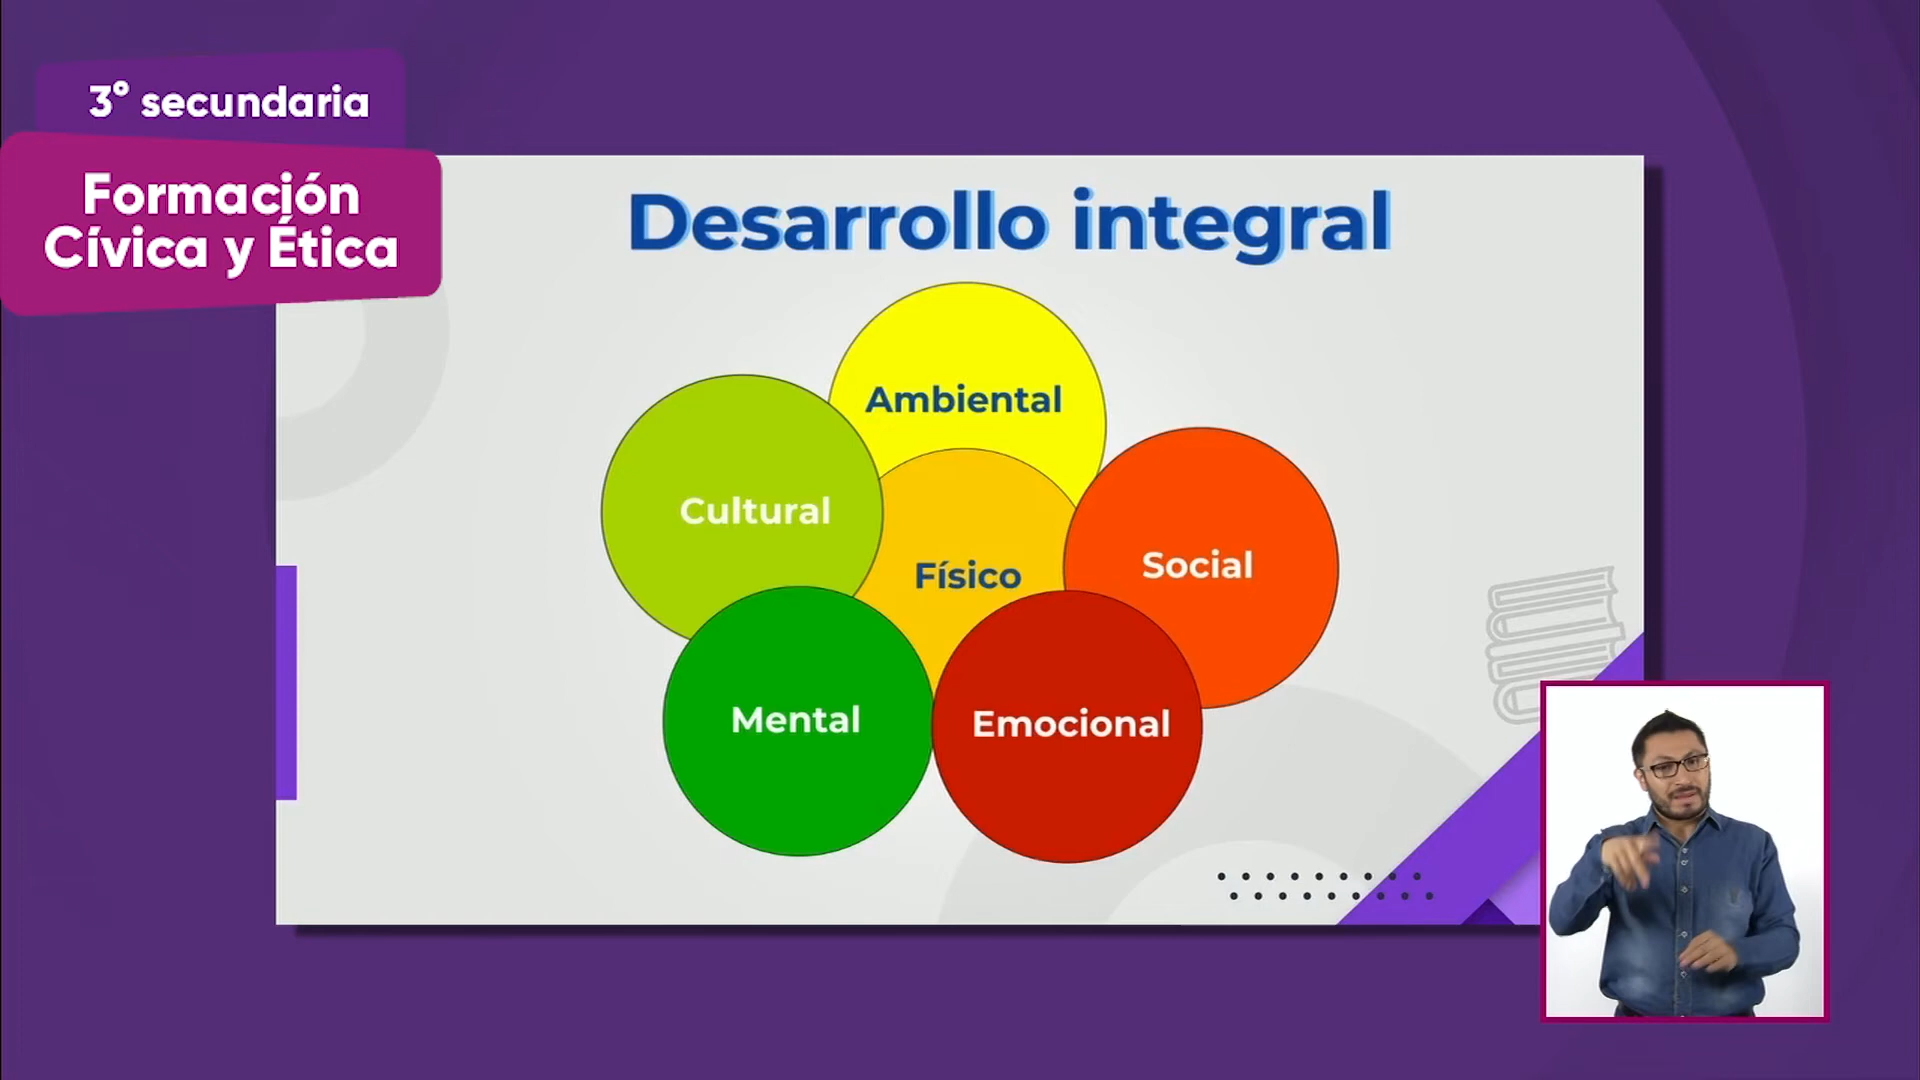 3° secundaria
Formación
Cívica y Ética
Desarrollo integral
Ambiental
Cultural
Físico
Social
Mental
Emocional